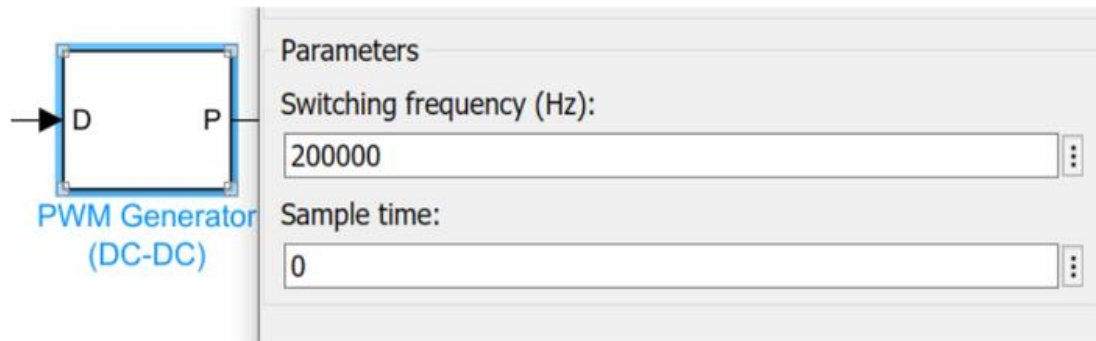 Parameters
Switching frequency (Hz):
200000
Sample time:
0
D P
PWM Generator
(DC-DC)